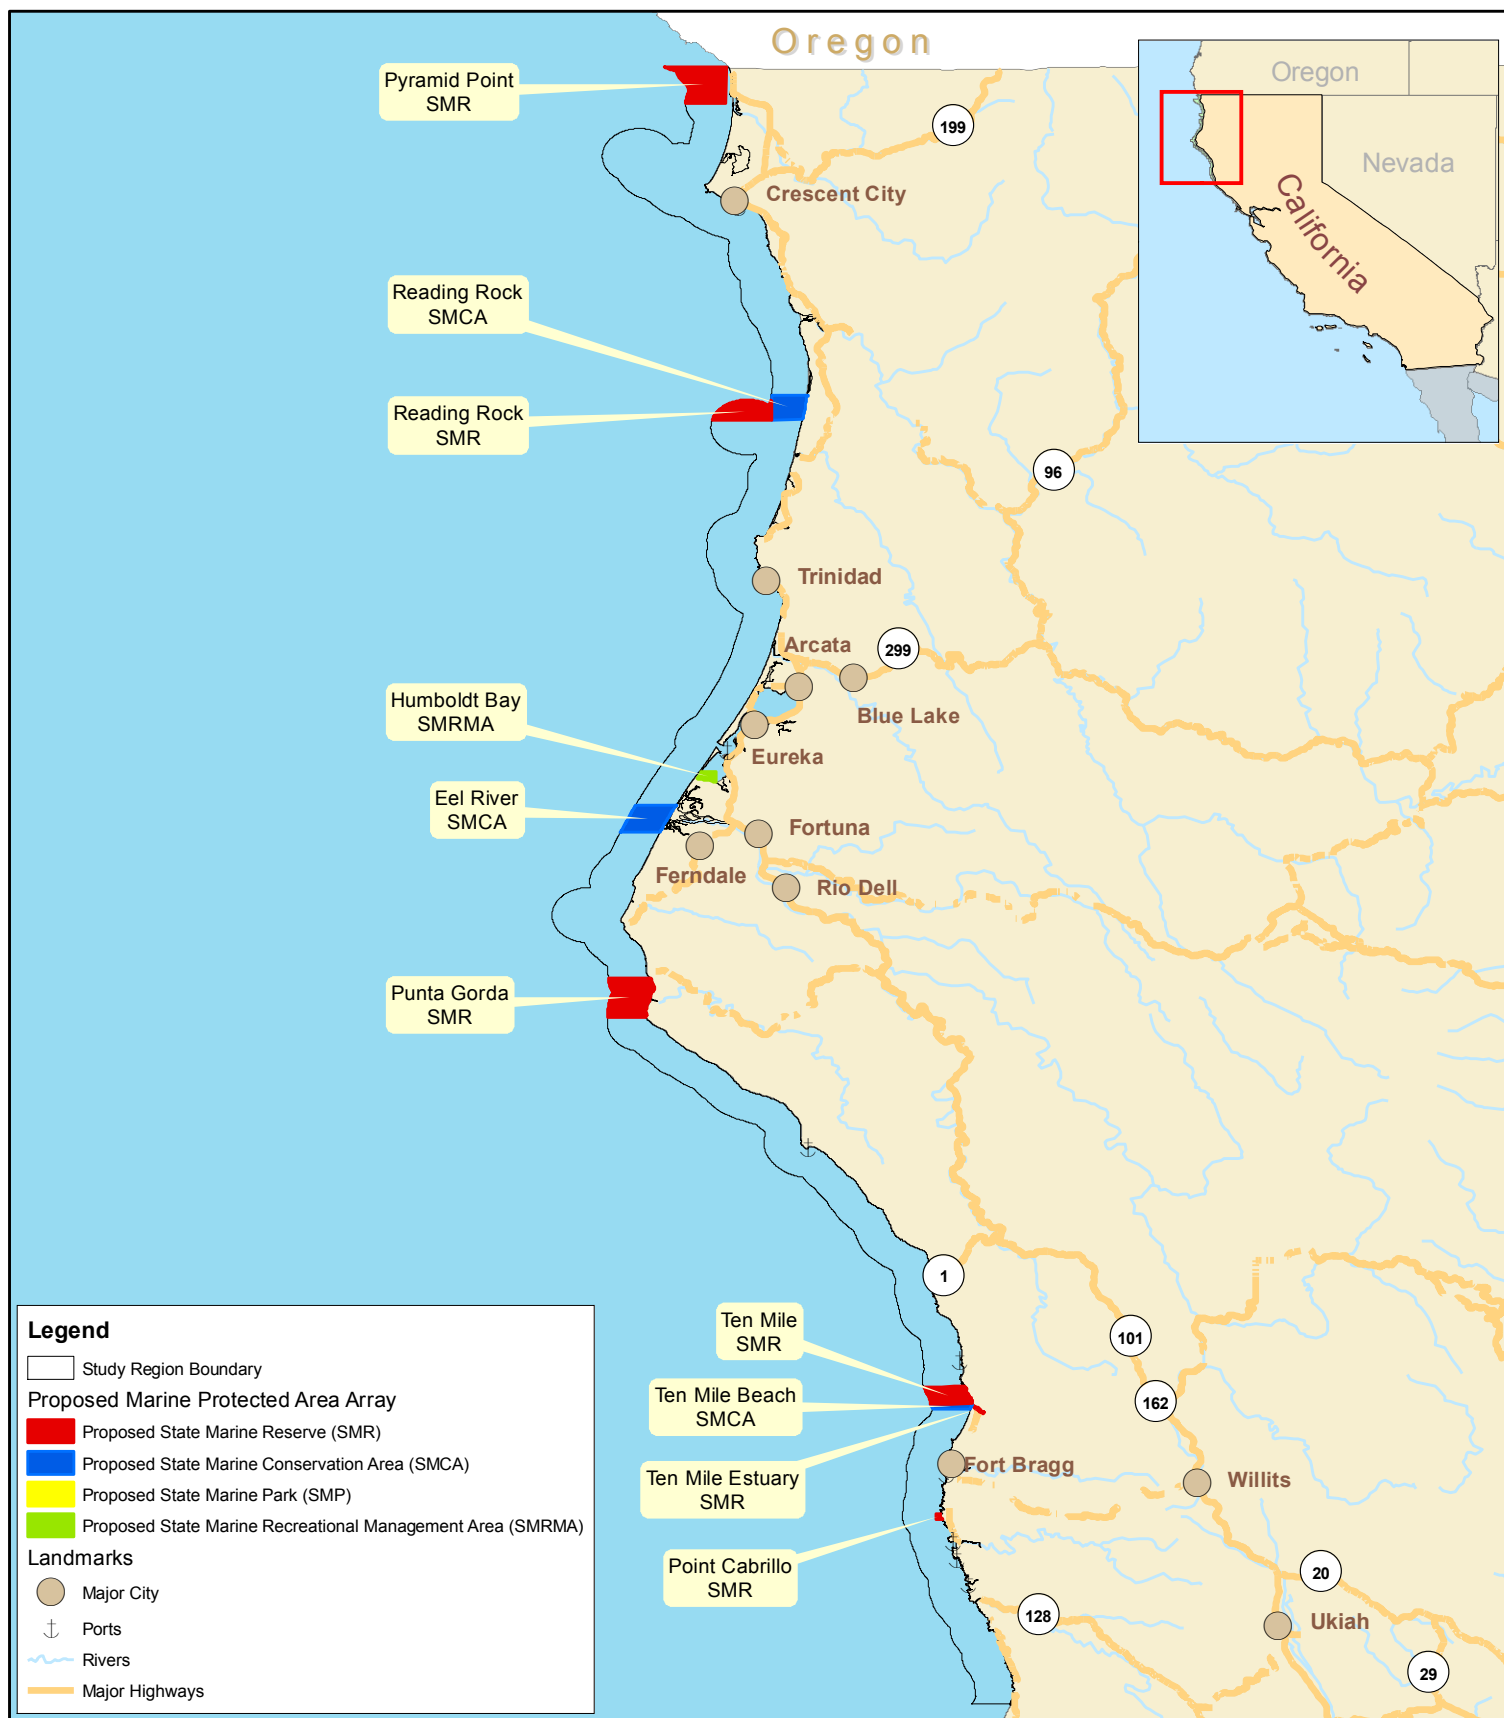 Oregon
Oregon
Nevada
California
Pyramid Point
SMR
199
Crescent City
Reading Rock
SMCA
Reading Rock
SMR
96
Trinidad
Arcata
299
Humboldt Bay
SMRMA
Blue Lake
Eureka
Eel River
SMCA
Fortuna
Ferndale
Rio Dell
Punta Gorda
SMR
1
Ten Mile
SMR
101
Ten Mile Beach
SMCA
162
Fort Bragg
Ten Mile Estuary
SMR
Willits
Point Cabrillo
SMR
20
128
Ukiah
29
Legend
Study Region Boundary
Proposed Marine Protected Area Array
Proposed State Marine Reserve (SMR)
Proposed State Marine Conservation Area (SMCA)
Proposed State Marine Park (SMP)
Proposed State Marine Recreational Management Area (SMRMA)
Landmarks
Major City
Ports
Rivers
Major Highways